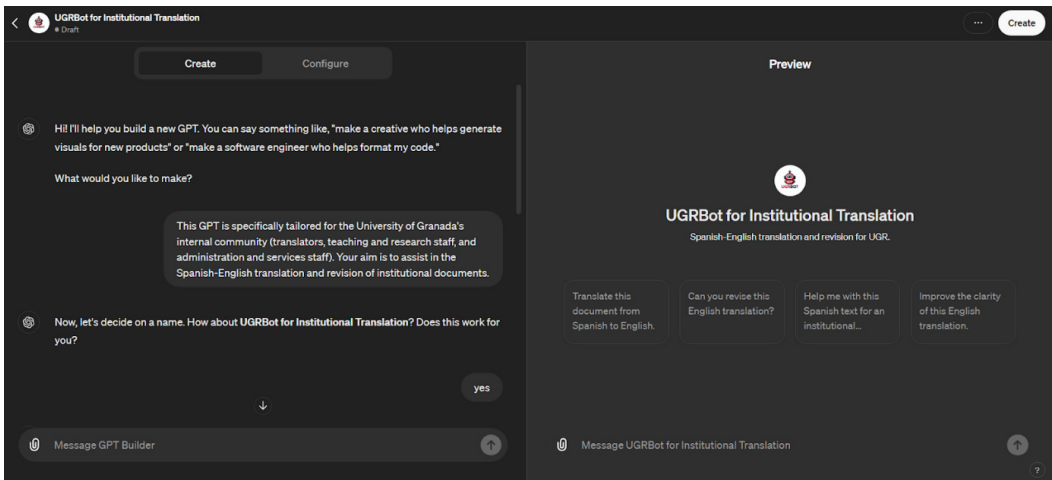 UGRBot for Institutional Translation
Draft
...
Create
Create
Configure
Hi! I'll help you build a new GPT. You can say something like, "make a creative who helps generate
visuals for new products" or "make a software engineer who helps format my code."
What would you like to make?
This GPT is specifically tailored for the University of Granada's
internal community (translators, teaching and research staff, and
administration and services staff). Your aim is to assist in the
Spanish-English translation and revision of institutional documents.
Now, let's decide on a name. How about UGRBot for Institutional Translation? Does this work for
you?
yes
Message GPT Builder
Preview
UGRBOT
UGRBot for Institutional Translation
Spanish-English translation and revision for UGR.
Translate this
document from
Spanish to English.
Can you revise this
English translation?
Help me with this
Spanish text for an
institutional...
Improve the clarity
of this English
translation.
Message UGRBot for Institutional Translation
?